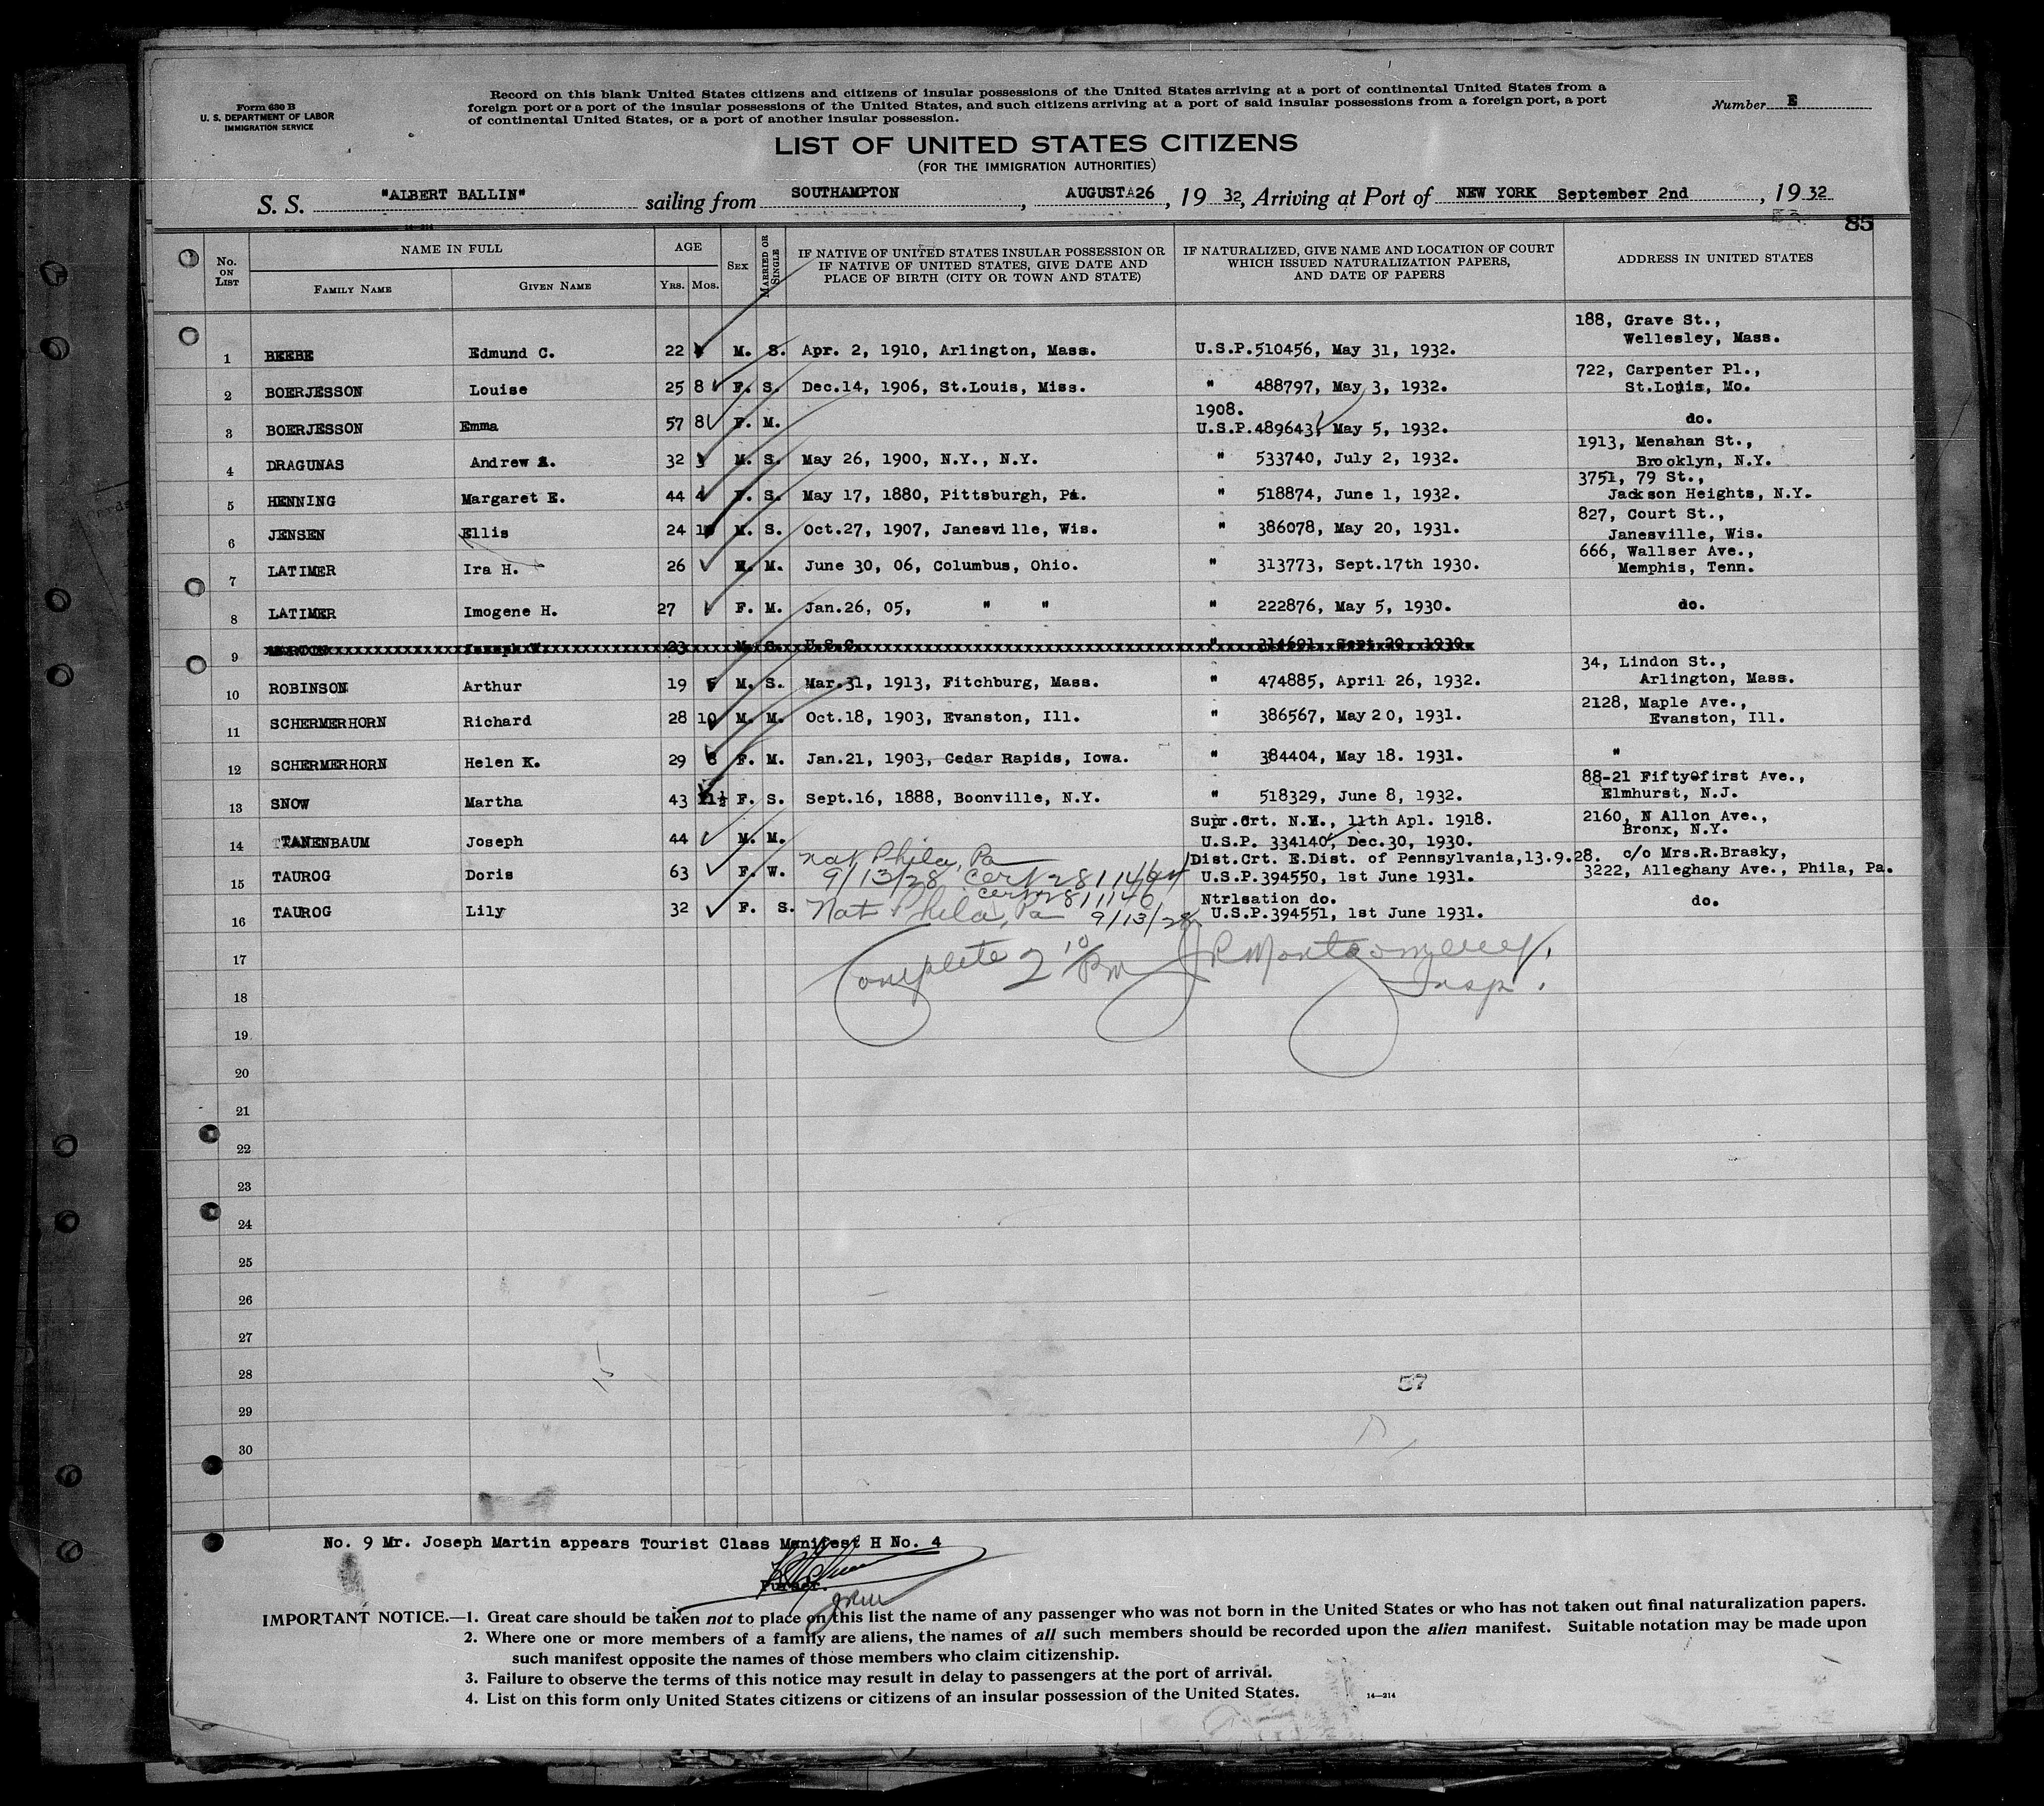 Form 630 B
U. S. DEPARTMENT OF LABOR
IMMIGRATION SERVICE
Record on this blank United States citizens and citizens of insular possessions of the United States arriving at a port of continental United States from a
foreign port or a port of the insular possessions of the United States, and such citizens arriving at a port of said insular possessions from a foreign port, a port
of continental United States, or a port of another insular possession.
Number E
LIST OF UNITED STATES CITIZENS
(FOR THE IMMIGRATION AUTHORITIES)
S. S. "ALBERT BALLIN" sailing from SOUTHAMPTON, AUGUST 26, 1932, Arriving at Port of NEW YORK September 2nd, 1932
14-214
85
No. ON LIST NAME IN FULL AGE SEX MARRIED OR SINGLE IF NATIVE OF UNITED STATES INSULAR POSSESSION OR IF NATIVE OF UNITED STATES, GIVE DATE AND PLACE OF BIRTH (CITY OR TOWN AND STATE) IF NATURALIZED, GIVE NAME AND LOCATION OF COURT WHICH ISSUED NATURALIZATION PAPERS, AND DATE OF PAPERS ADDRESS IN UNITED STATES
FAMILY NAME GIVEN NAME YRS. MOS.
188, Grave St.,
1 BEEBE Edmund C. 22 M. S. Apr. 2, 1910, Arlington, Mass. U.S.P.510456, May 31, 1932. Wellesley, Mass.
722, Carpenter Pl.,
2 BOERJESSON Louise 25 8 F. S. Dec.14, 1906, St.Louis, Miss. " 488797, May 3, 1932. St.Louis, Mo.
1908.
3 BOERJESSON Emma 57 8 F. M. U.S.P.489643, May 5, 1932. do.
1913, Menahan St.,
4 DRAGUNAS Andrew A. 32 3 M. S. May 26, 1900, N.Y., N.Y. " 533740, July 2, 1932. Brooklyn, N.Y.
3751, 79 St.,
5 HENNING Margaret E. 44 4 F. S. May 17, 1880, Pittsburgh, Pa. " 518874, June 1, 1932. Jackson Heights, N.Y.
827, Court St.,
6 JENSEN Ellis 24 M. S. Oct.27, 1907, Janesville, Wis. " 386078, May 20, 1931. Janesville, Wis.
666, Wallser Ave.,
7 LATIMER Ira H. 26 M. M. June 30, 06, Columbus, Ohio. " 313773, Sept.17th 1930. Memphis, Tenn.
8 LATIMER Imogene H. 27 F. M. Jan.26, 05, " " " 222876, May 5, 1930. do.
9 Joseph 23 M. S. U.S.C. " 314691, Sept.20, 1930.
34, Lindon St.,
10 ROBINSON Arthur 19 5 M. S. Mar.31, 1913, Fitchburg, Mass. " 474885, April 26, 1932. Arlington, Mass.
2128, Maple Ave.,
11 SCHERMERHORN Richard 28 10 M. M. Oct.18, 1903, Evanston, Ill. " 386567, May 20, 1931. Evanston, Ill.
12 SCHERMERHORN Helen K. 29 8 F. M. Jan.21, 1903, Cedar Rapids, Iowa. " 384404, May 18. 1931. "
88-21 Fifty-first Ave.,
13 SNOW Martha 43 11½ F. S. Sept.16, 1888, Boonville, N.Y. " 518329, June 8, 1932. Elmhurst, N.J.
Supr.Crt. N.Y., 11th Apl. 1918. 2160, N Allon Ave.,
14 TANENBAUM Joseph 44 M. M. U.S.P. 334140, Dec.30, 1930. Bronx, N.Y.
nat Phila, Pa Dist.Crt. E.Dist. of Pennsylvania,13.9.28. c/o Mrs.R.Brasky,
15 TAUROG Doris 63 F. W. 9/13/28 Cert 2811464 U.S.P.394550, 1st June 1931. 3222, Alleghany Ave., Phila, Pa.
cert 2811146 Ntrlsation do.
16 TAUROG Lily 32 F. S. Nat Phila, Pa 9/13/28 U.S.P.394551, 1st June 1931. do.
17
Complete 2 10 Pm JR Montgomery,
Insp.
18
19
20
21
22
23
24
25
26
27
28
57
29
30
No. 9 Mr. Joseph Martin appears Tourist Class Manifest H No. 4
Purser.
IMPORTANT NOTICE.—1. Great care should be taken not to place on this list the name of any passenger who was not born in the United States or who has not taken out final naturalization papers.
2. Where one or more members of a family are aliens, the names of all such members should be recorded upon the alien manifest. Suitable notation may be made upon
such manifest opposite the names of those members who claim citizenship.
3. Failure to observe the terms of this notice may result in delay to passengers at the port of arrival.
4. List on this form only United States citizens or citizens of an insular possession of the United States.
14-214